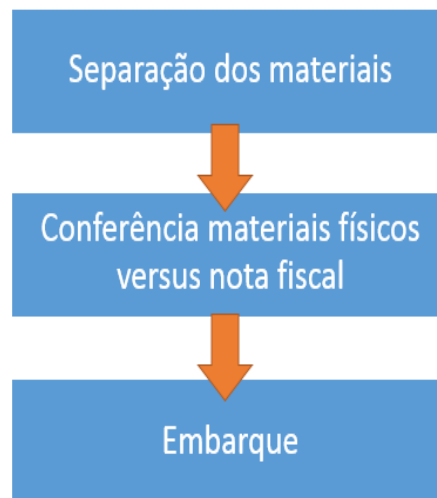 Separação dos materiais
Conferência materiais físicos
versus nota fiscal
Embarque